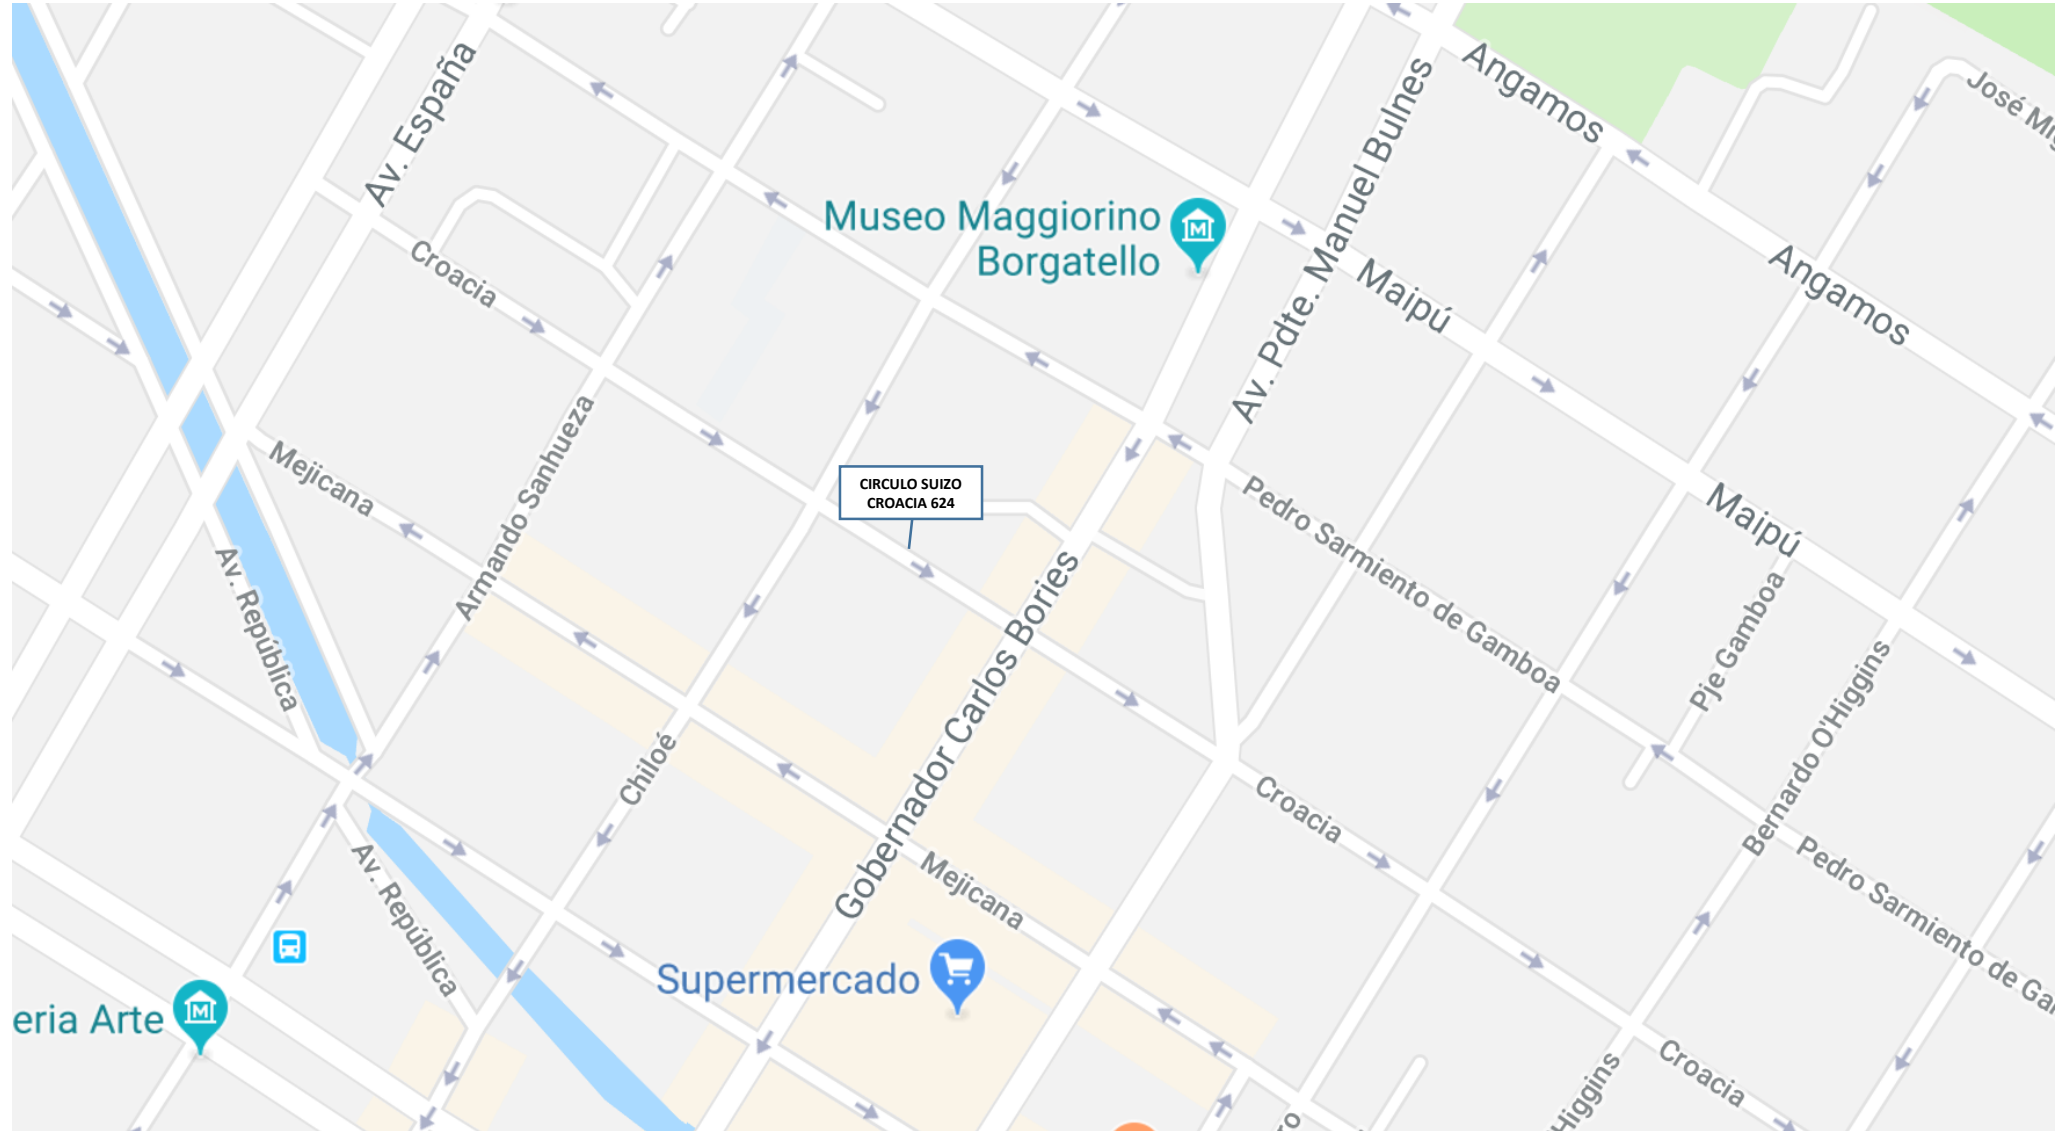 Av. España
Angamos
José Mig
Museo Maggiorino
Borgatello
Av. Pdte. Manuel Bulnes
Croacia
Maipú
Angamos
Mejicana
Armando Sanhueza
CIRCULO SUIZO
CROACIA 624
Pedro Sarmiento de Gamboa
Maipú
Av. República
Gobernador Carlos Bories
Pje Gamboa
Bernardo O'Higgins
Chiloé
Croacia
Av. República
Mejicana
Pedro Sarmiento de Ga
Supermercado
eria Arte
Croacia
Higgins